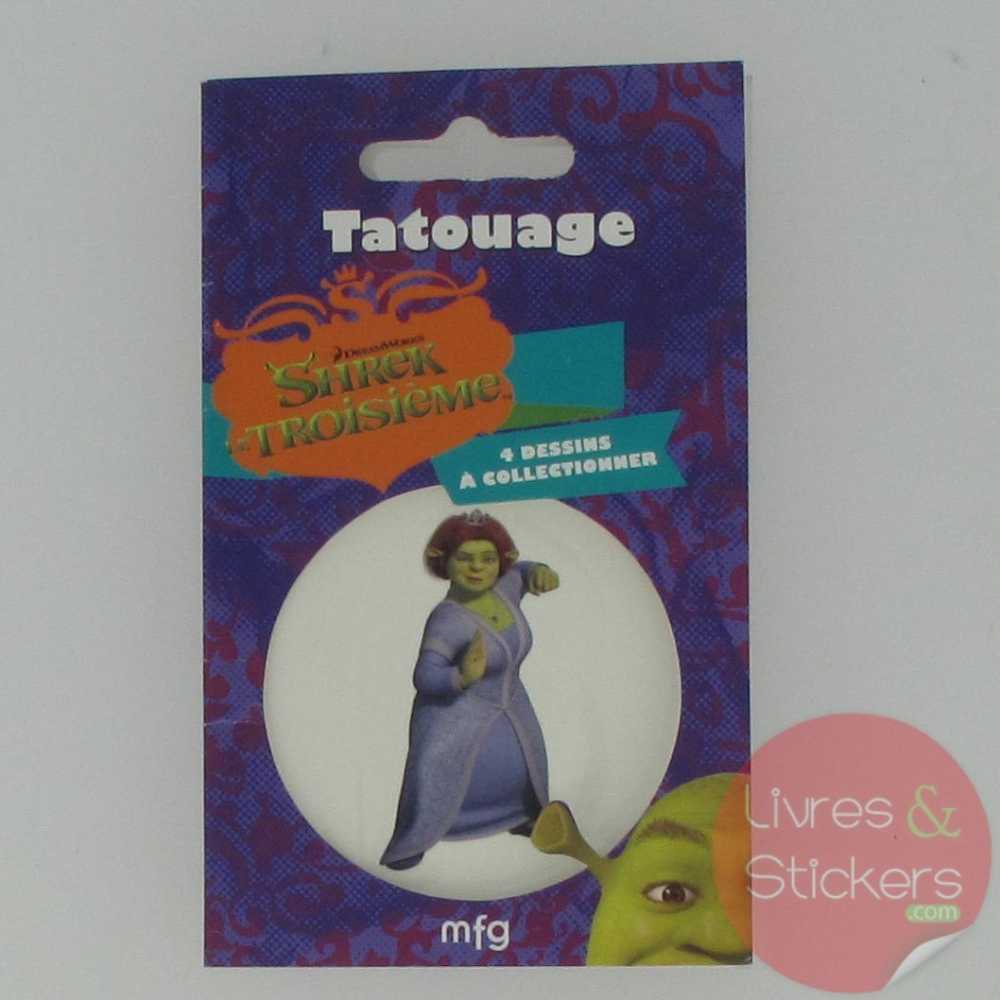 Tatouage
DREAMWORKS
SHREK
LE TROISIÈME
4 DESSINS
À COLLECTIONNER
mfg
Livres &
Stickers
.com